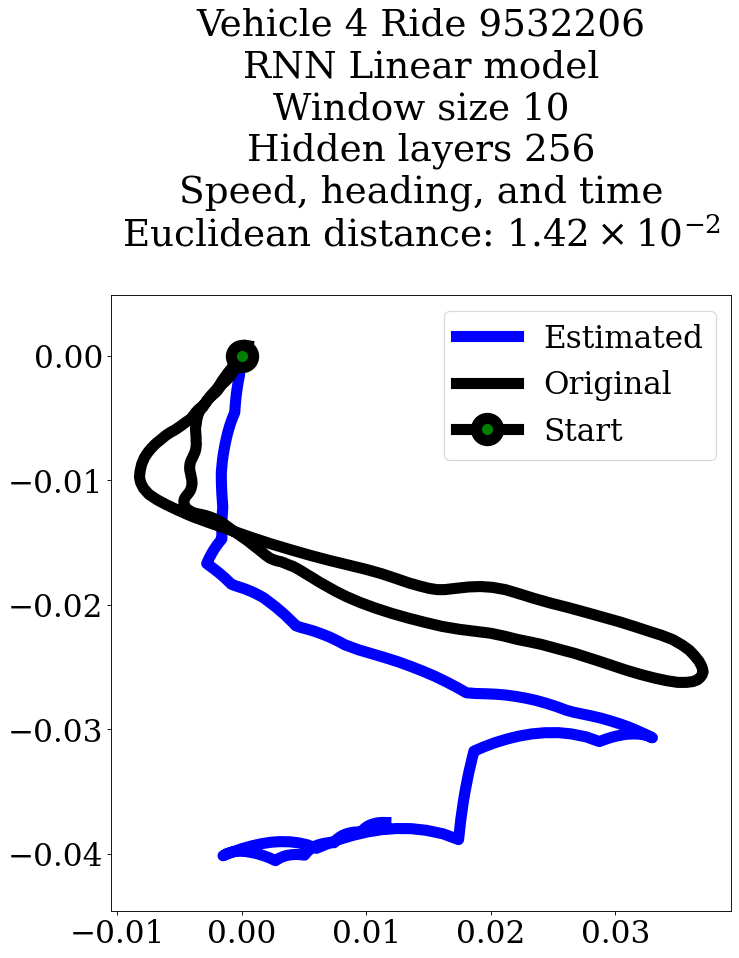 Vehicle 4 Ride 9532206
RNN Linear model
Window size 10
Hidden layers 256
Speed, heading, and time
Euclidean distance: 1.42 × 10⁻²
Estimated
Original
Start
0.00
−0.01
−0.02
−0.03
−0.04
−0.01 0.00 0.01 0.02 0.03